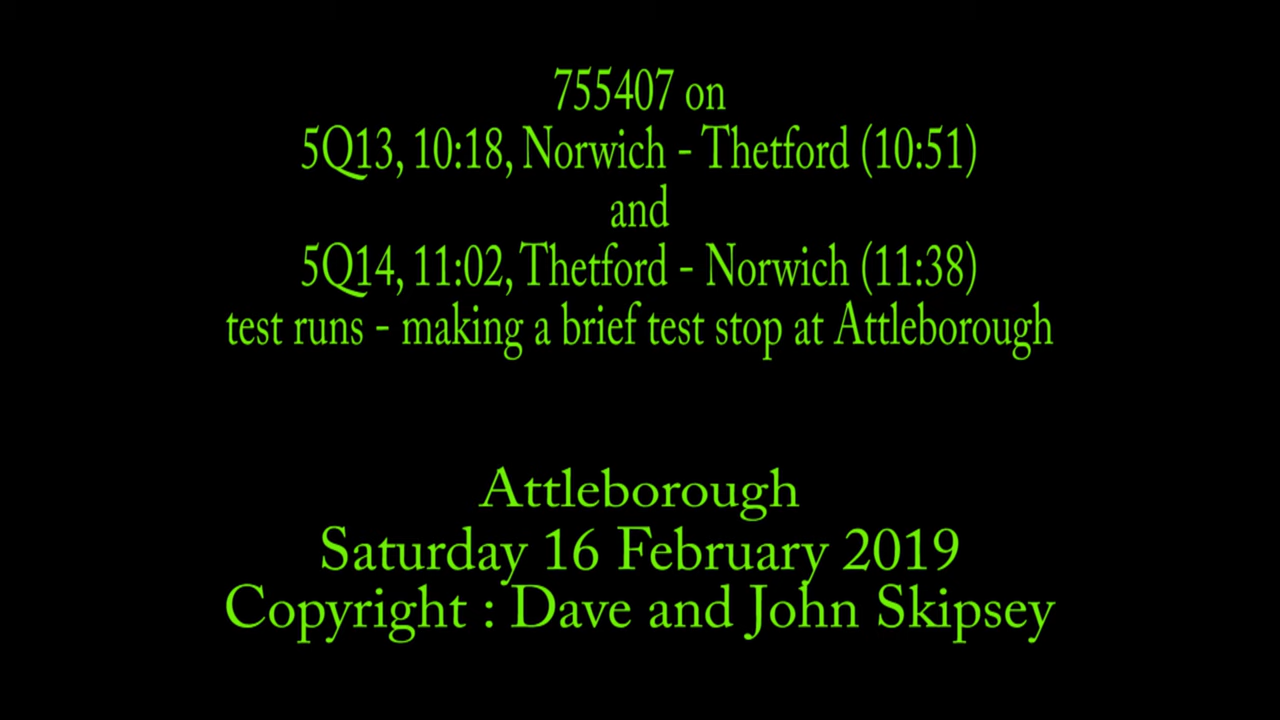 755407 on
5Q13, 10:18, Norwich - Thetford (10:51)
and
5Q14, 11:02, Thetford - Norwich (11:38)
test runs - making a brief test stop at Attleborough
Attleborough
Saturday 16 February 2019
Copyright : Dave and John Skipsey